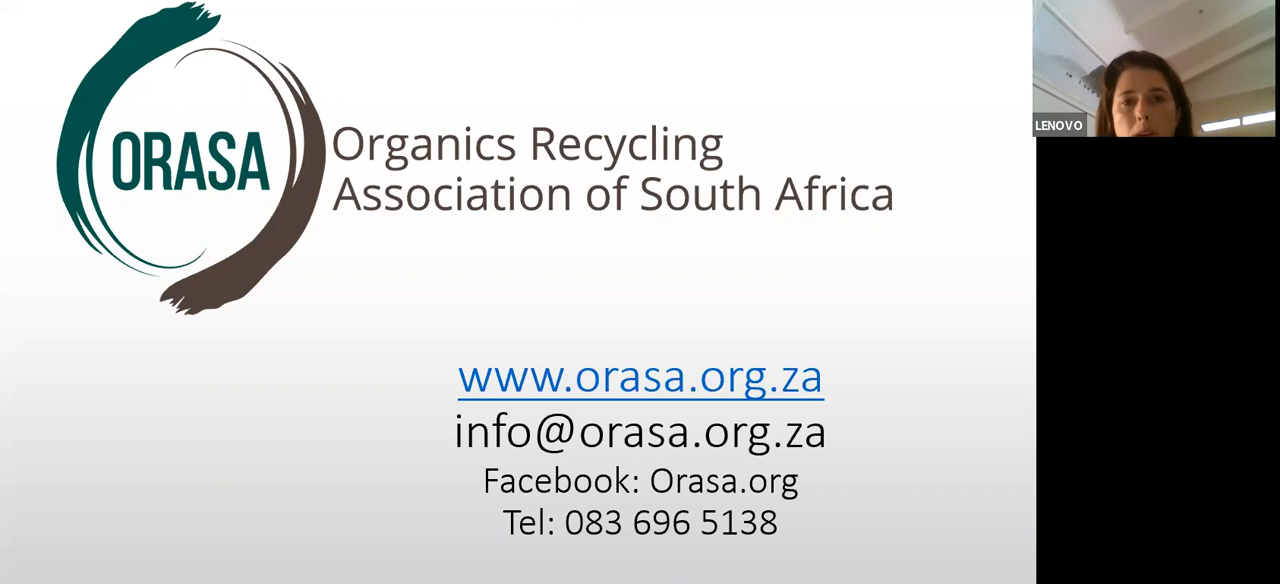 ORASA
Organics Recycling
Association of South Africa
LENOVO
www.orasa.org.za
info@orasa.org.za
Facebook: Orasa.org
Tel: 083 696 5138